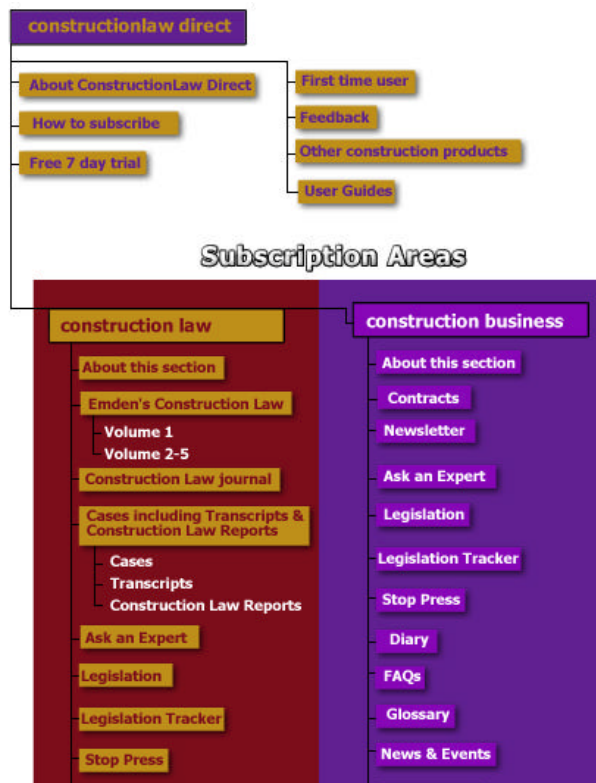 constructionlaw direct
About ConstructionLaw Direct
How to subscribe
Free 7 day trial
First time user
Feedback
Other construction products
User Guides
Subscription Areas
construction law
About this section
Emden's Construction Law
Volume 1
Volume 2-5
Construction Law journal
Cases including Transcripts &
Construction Law Reports
Cases
Transcripts
Construction Law Reports
Ask an Expert
Legislation
Legislation Tracker
Stop Press
construction business
About this section
Contracts
Newsletter
Ask an Expert
Legislation
Legislation Tracker
Stop Press
Diary
FAQs
Glossary
News & Events